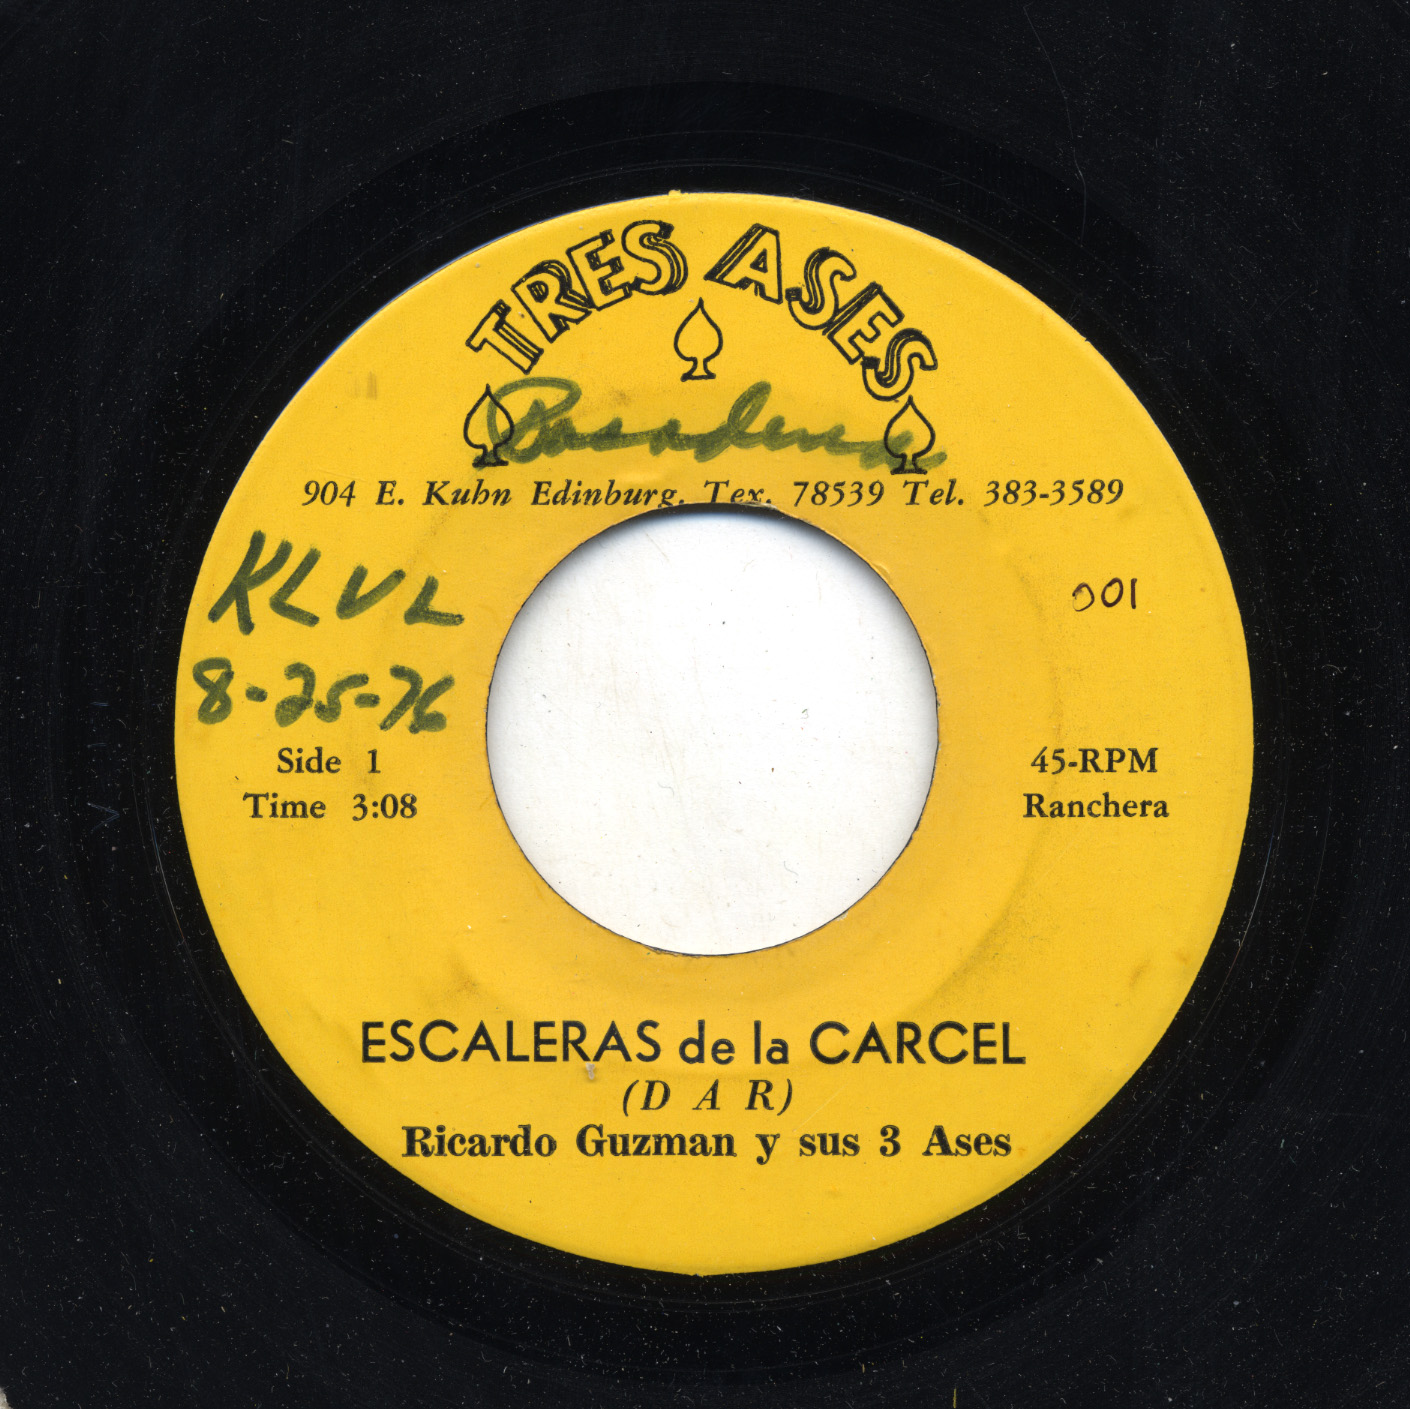 TRES ASES
Pasadena
904 E. Kuhn Edinburg, Tex. 78539 Tel. 383-3589
KLVL
001
8-25-76
Side 1
45-RPM
Time 3:08
Ranchera
ESCALERAS de la CARCEL
(D A R)
Ricardo Guzman y sus 3 Ases